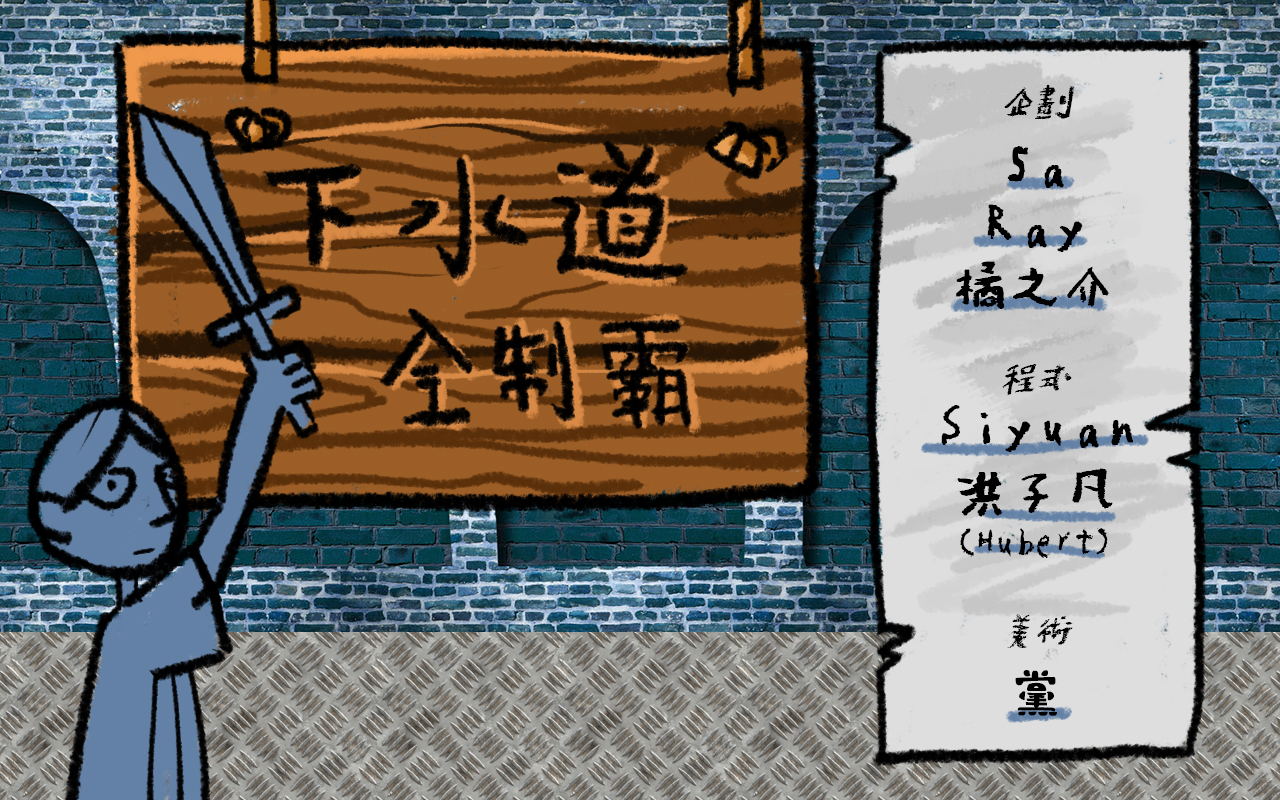 下水道
全制霸
企劃
Sa
Ray
橘之介
程式
Siyuan
洪子凡
(Hubert)
美術
黨